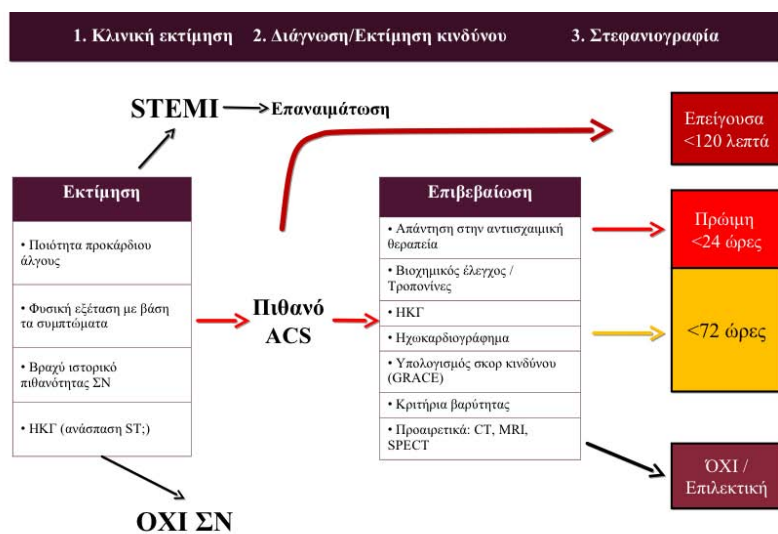 1. Κλινική εκτίμηση
2. Διάγνωση/Εκτίμηση κινδύνου
3. Στεφανιογραφία
STEMI
Επαναιμάτωση
Επείγουσα
<120 λεπτά
Εκτίμηση
• Ποιότητα προκάρδιου
άλγους
• Φυσική εξέταση με βάση
τα συμπτώματα
• Βραχύ ιστορικό
πιθανότητας ΣΝ
• ΗΚΓ (ανάσπαση ST;)
Πιθανό
ACS
Επιβεβαίωση
• Απάντηση στην αντιισχαιμική
θεραπεία
• Βιοχημικός έλεγχος /
Τροπονίνες
• ΗΚΓ
• Ηχωκαρδιογράφημα
• Υπολογισμός σκορ κινδύνου
(GRACE)
• Κριτήρια βαρύτητας
• Προαιρετικά: CT, MRI,
SPECT
Πρώιμη
<24 ώρες
<72 ώρες
ΌΧΙ /
Επιλεκτική
ΟΧΙ ΣΝ